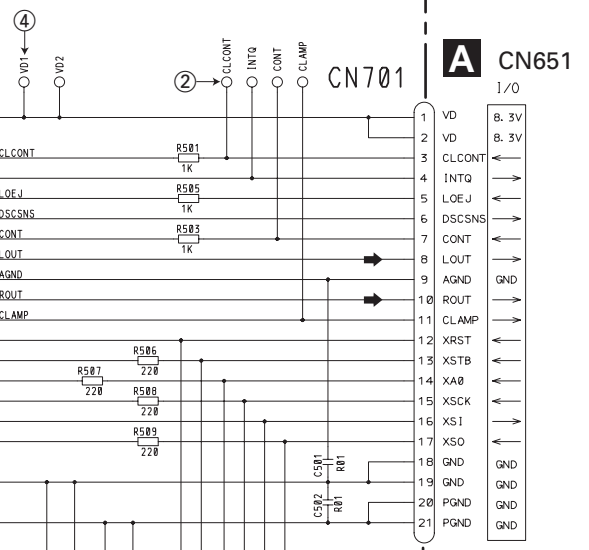 ④
VD1
VD2
②
CLCONT
INTQ
CONT
CLAMP
CN701
A CN651
I/O
1 VD 8.3V
2 VD 8.3V
CLCONT R501 1K 3 CLCONT
4 INTQ
LOEJ R505 1K 5 LOEJ
DSCSNS 6 DSCSNS
CONT R503 1K 7 CONT
LOUT 8 LOUT
AGND 9 AGND GND
ROUT 10 ROUT
CLAMP 11 CLAMP
12 XRST
R506 220 13 XSTB
R507 220 14 XA0
R508 220 15 XSCK
16 XSI
R509 220 17 XSO
C501 R01
18 GND GND
19 GND GND
C502 R01
20 PGND GND
21 PGND GND